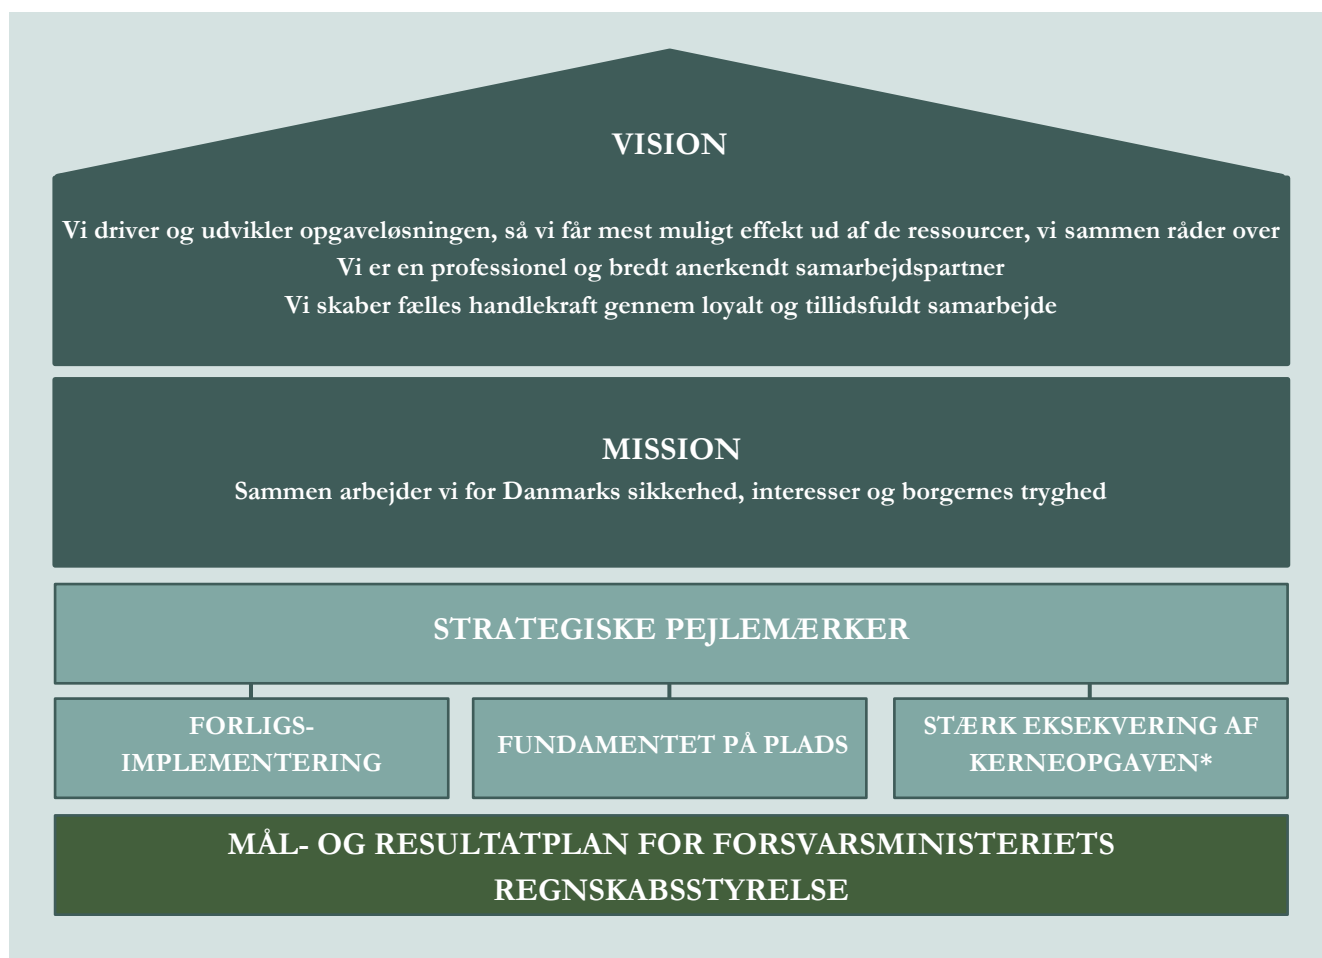 VISION
Vi driver og udvikler opgaveløsningen, så vi får mest muligt effekt ud af de ressourcer, vi sammen råder over
Vi er en professionel og bredt anerkendt samarbejdspartner
Vi skaber fælles handlekraft gennem loyalt og tillidsfuldt samarbejde
MISSION
Sammen arbejder vi for Danmarks sikkerhed, interesser og borgernes tryghed
STRATEGISKE PEJLEMÆRKER
FORLIGS-
IMPLEMENTERING
FUNDAMENTET PÅ PLADS
STÆRK EKSEKVERING AF
KERNEOPGAVEN*
MÅL- OG RESULTATPLAN FOR FORSVARSMINISTERIETS
REGNSKABSSTYRELSE